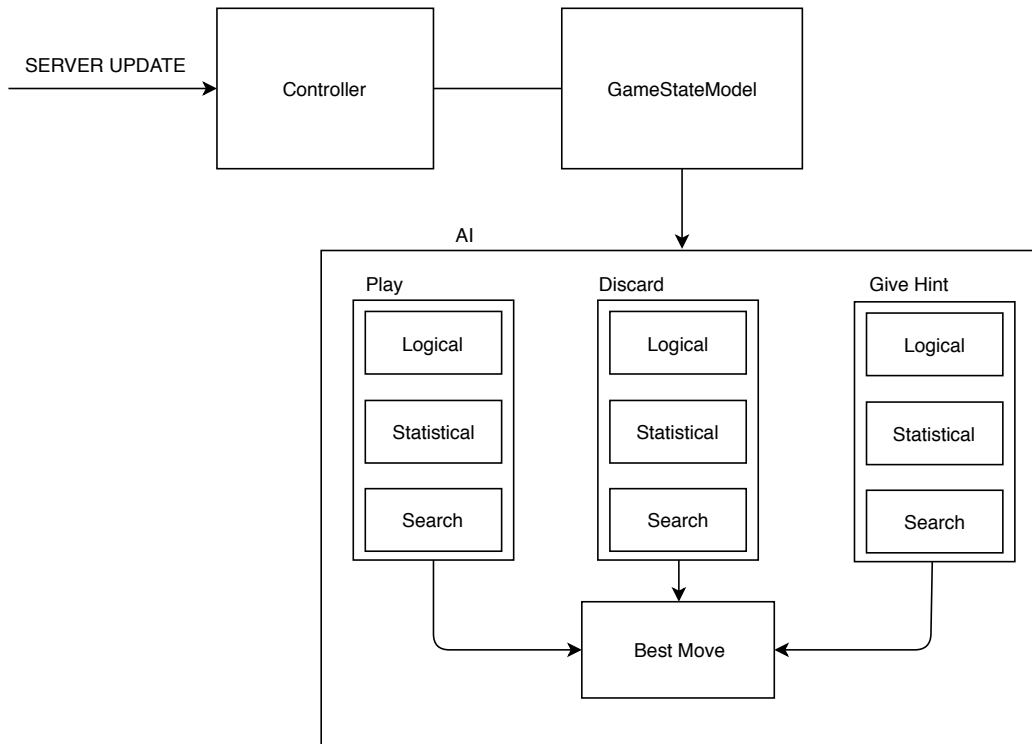 SERVER UPDATE
Controller
GameStateModel
AI
Play
Discard
Give Hint
Logical
Logical
Logical
Statistical
Statistical
Statistical
Search
Search
Search
Best Move